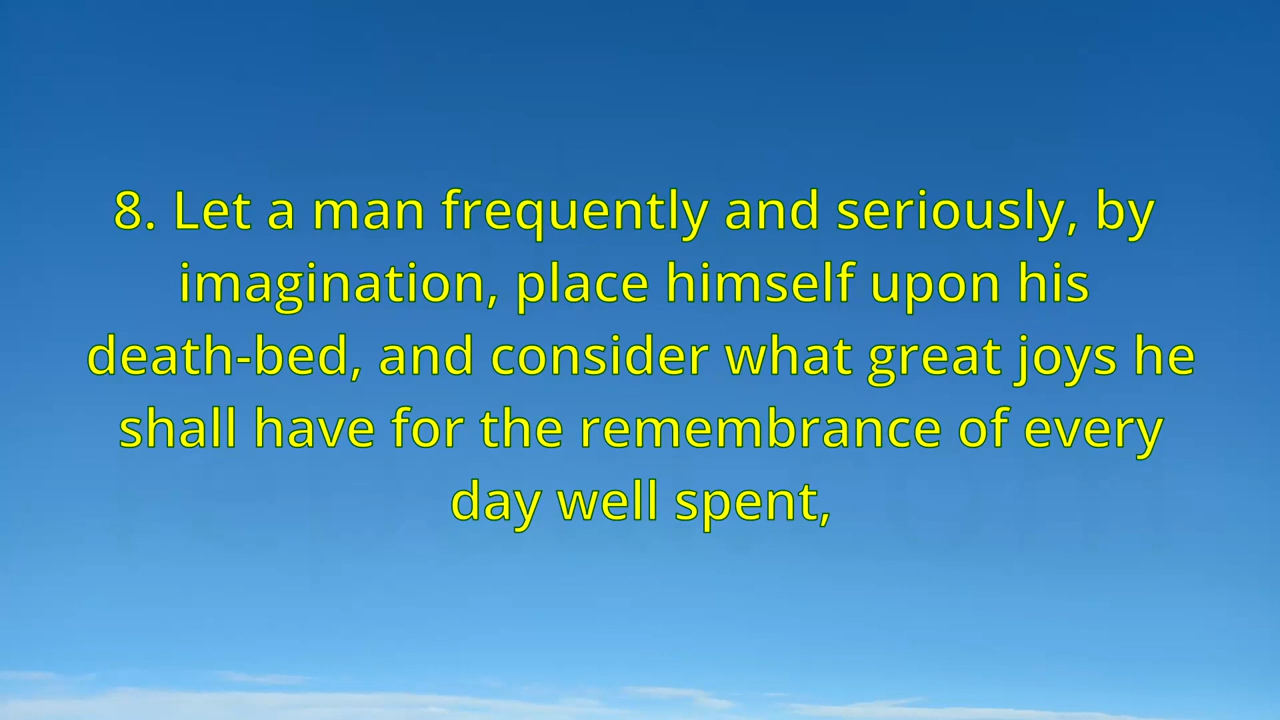 8. Let a man frequently and seriously, by
imagination, place himself upon his
death-bed, and consider what great joys he
shall have for the remembrance of every
day well spent,